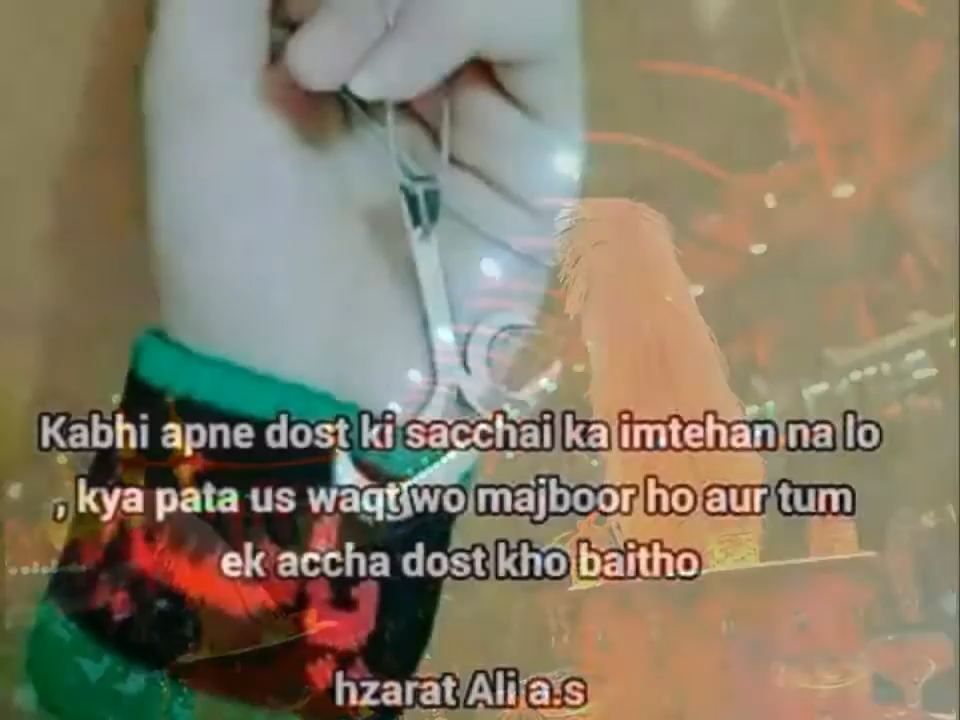 Kabhi apne dost ki sacchai ka imtehan na lo
, kya pata us waqt wo majboor ho aur tum
ek accha dost kho baitho
hzarat Ali a.s